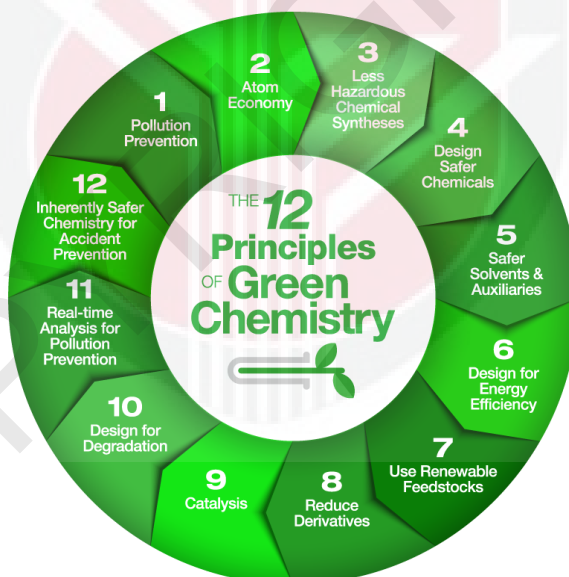 THE 12
Principles
OF Green
Chemistry
1
Pollution
Prevention
2
Atom
Economy
3
Less
Hazardous
Chemical
Syntheses
4
Design
Safer
Chemicals
5
Safer
Solvents &
Auxiliaries
6
Design for
Energy
Efficiency
7
Use Renewable
Feedstocks
8
Reduce
Derivatives
9
Catalysis
10
Design for
Degradation
11
Real-time
Analysis for
Pollution
Prevention
12
Inherently Safer
Chemistry for
Accident
Prevention